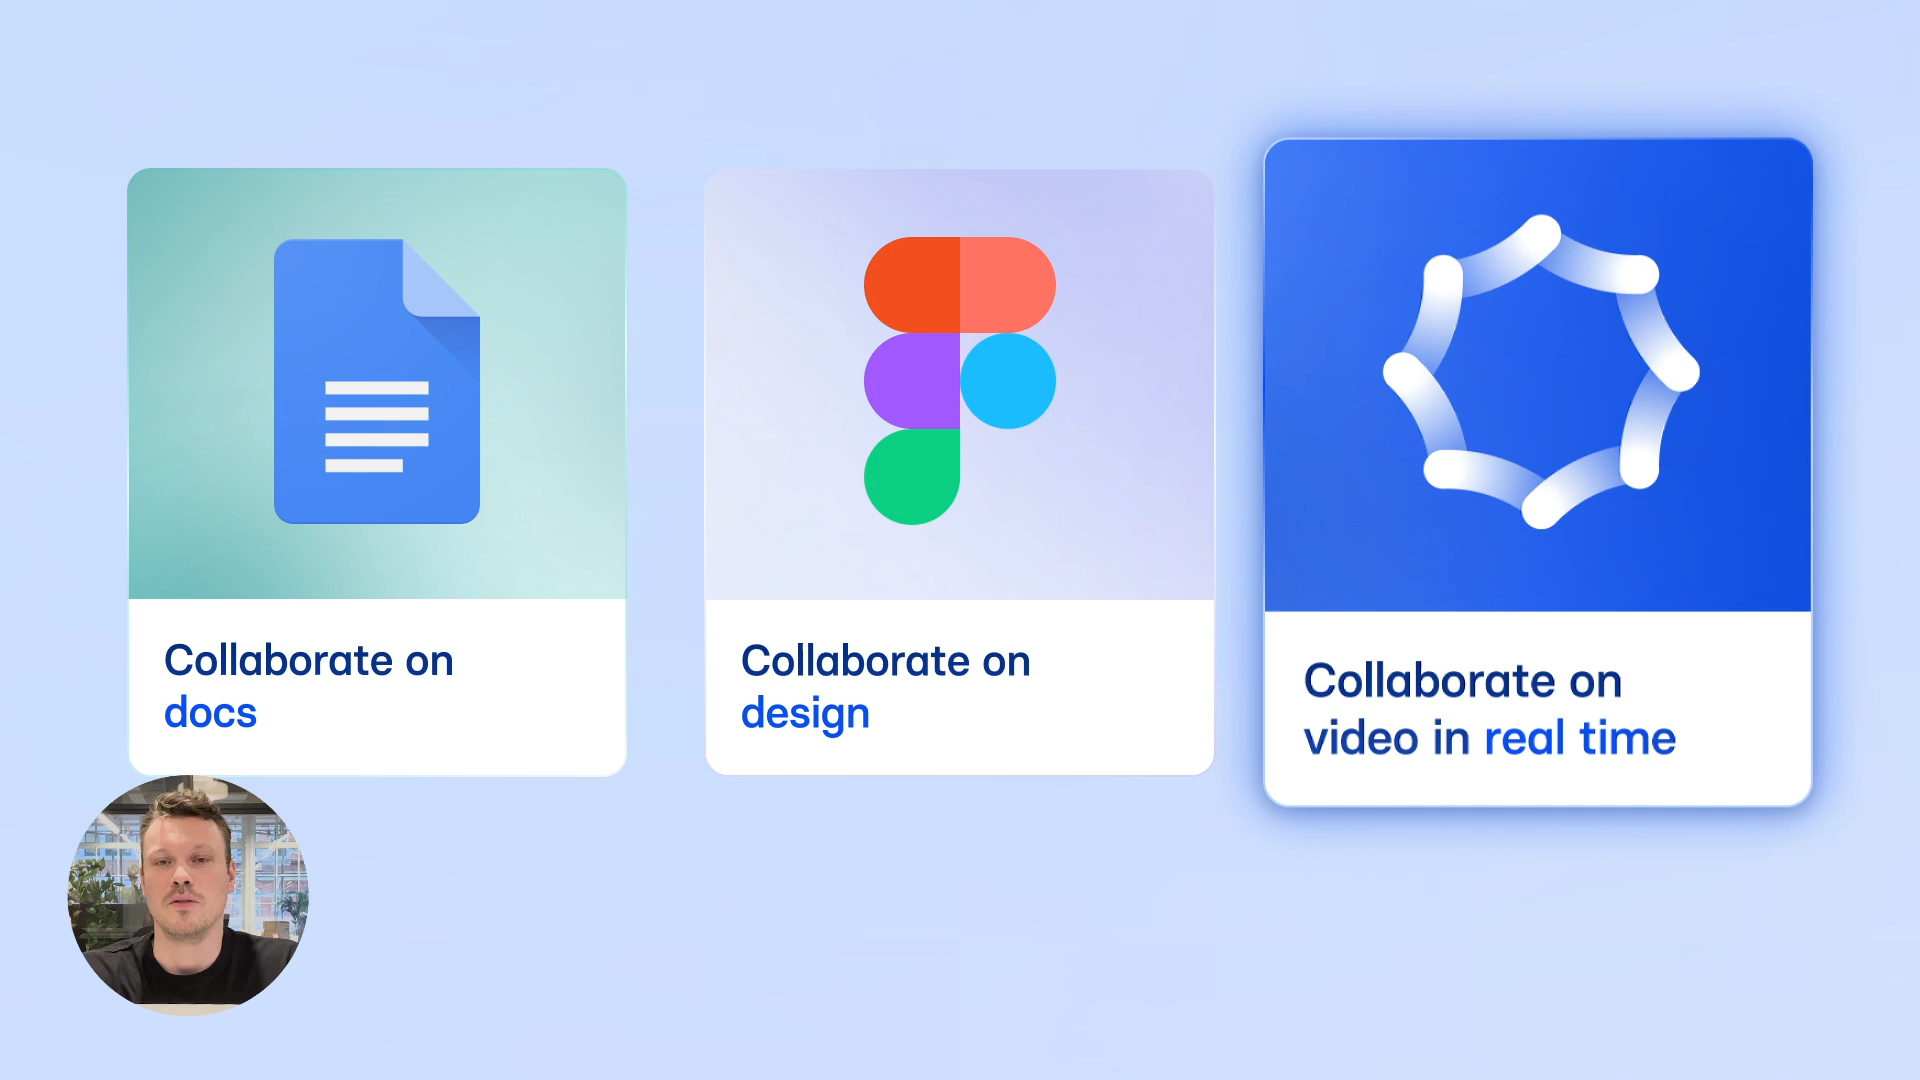 Collaborate on
docs
Collaborate on
design
Collaborate on
video in real time